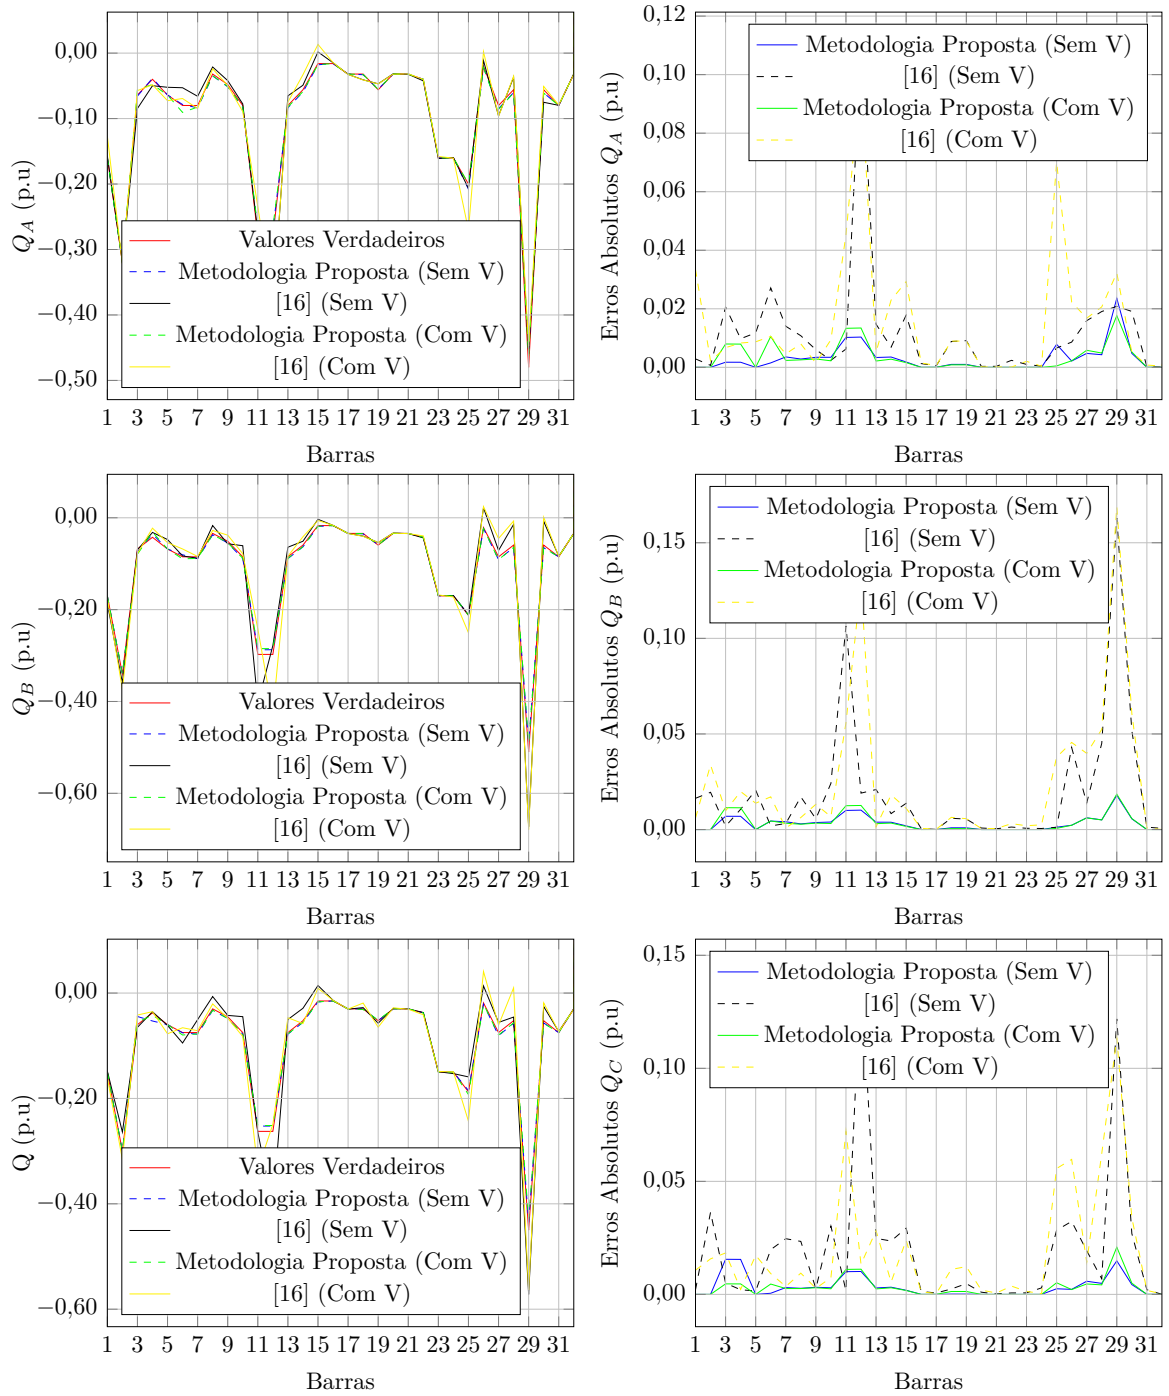 0,00
−0,10
−0,20
−0,30
−0,40
−0,50
Q_A (p.u)
Valores Verdadeiros
Metodologia Proposta (Sem V)
[16] (Sem V)
Metodologia Proposta (Com V)
[16] (Com V)
1 3 5 7 9 11 13 15 17 19 21 23 25 27 29 31
Barras
0,12
0,10
0,08
0,06
0,04
0,02
0,00
Erros Absolutos Q_A (p.u)
Metodologia Proposta (Sem V)
[16] (Sem V)
Metodologia Proposta (Com V)
[16] (Com V)
1 3 5 7 9 11 13 15 17 19 21 23 25 27 29 31
Barras
0,00
−0,20
−0,40
−0,60
Q_B (p.u)
Valores Verdadeiros
Metodologia Proposta (Sem V)
[16] (Sem V)
Metodologia Proposta (Com V)
[16] (Com V)
1 3 5 7 9 11 13 15 17 19 21 23 25 27 29 31
Barras
0,15
0,10
0,05
0,00
Erros Absolutos Q_B (p.u)
Metodologia Proposta (Sem V)
[16] (Sem V)
Metodologia Proposta (Com V)
[16] (Com V)
1 3 5 7 9 11 13 15 17 19 21 23 25 27 29 31
Barras
0,00
−0,20
−0,40
−0,60
Q (p.u)
Valores Verdadeiros
Metodologia Proposta (Sem V)
[16] (Sem V)
Metodologia Proposta (Com V)
[16] (Com V)
1 3 5 7 9 11 13 15 17 19 21 23 25 27 29 31
Barras
0,15
0,10
0,05
0,00
Erros Absolutos Q_C (p.u)
Metodologia Proposta (Sem V)
[16] (Sem V)
Metodologia Proposta (Com V)
[16] (Com V)
1 3 5 7 9 11 13 15 17 19 21 23 25 27 29 31
Barras